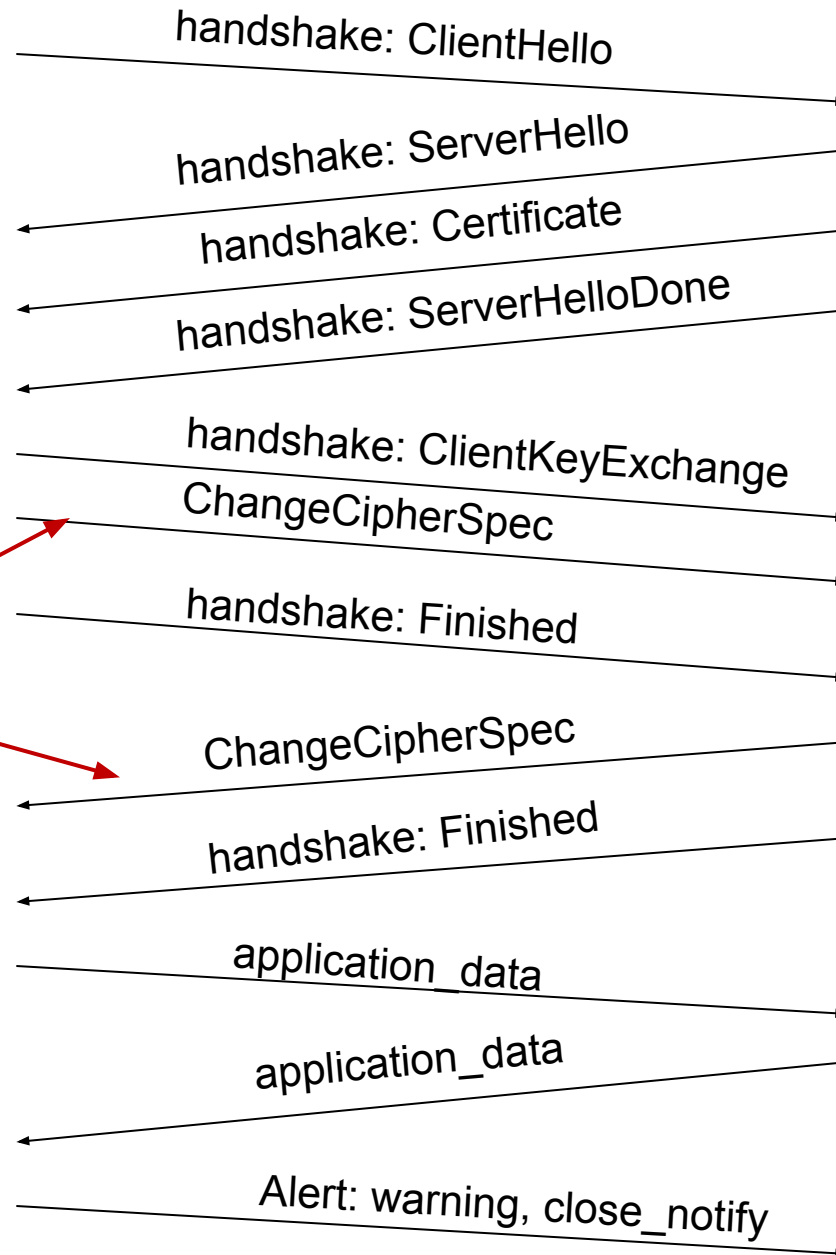 handshake: ClientHello
handshake: ServerHello
handshake: Certificate
handshake: ServerHelloDone
handshake: ClientKeyExchange
ChangeCipherSpec
handshake: Finished
ChangeCipherSpec
handshake: Finished
application_data
application_data
Alert: warning, close_notify